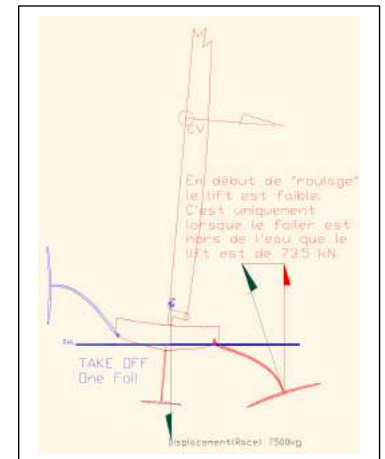 CV
En début de "roulage"
le lift est faible.
C'est uniquement
lorsque le foiler est
hors de l'eau que le
lift est de 73.5 kN.
TAKE OFF
One Foil
Displacement(Race) 7500kg